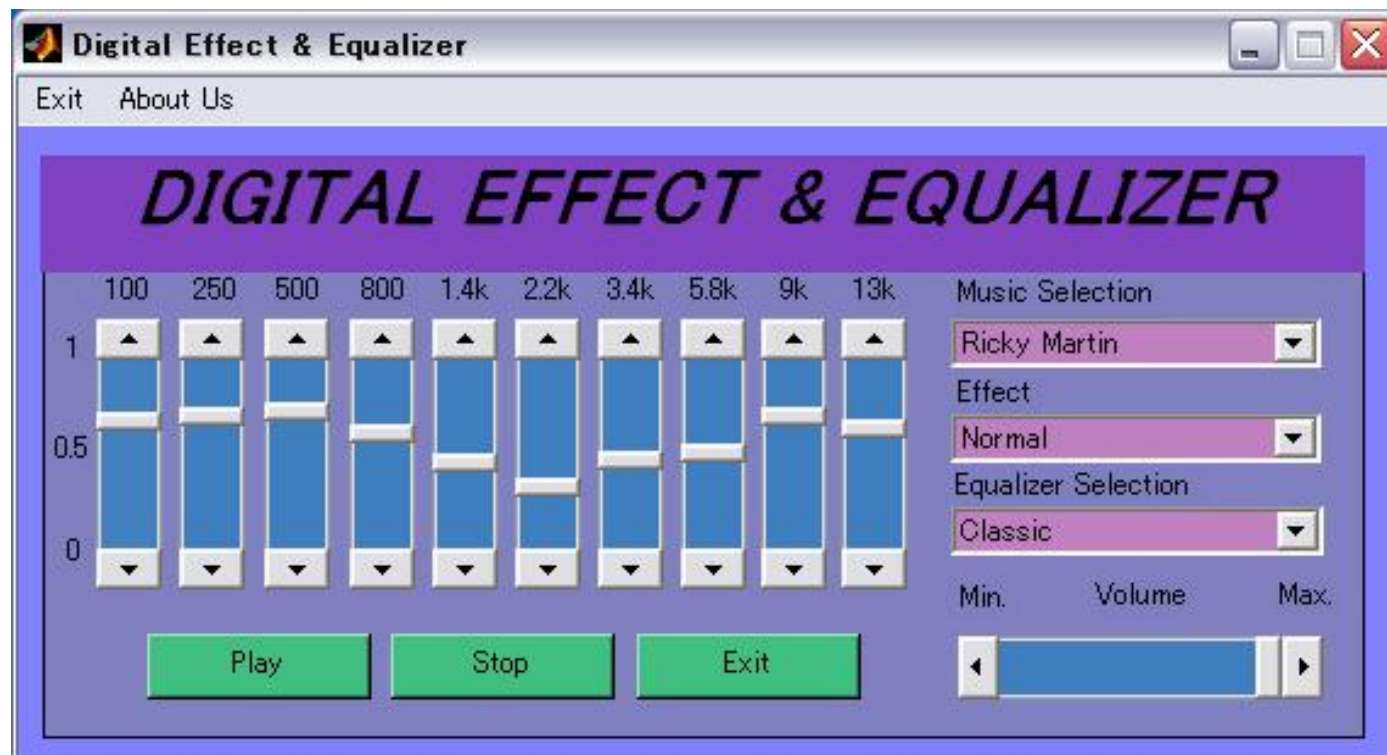 Digital Effect & Equalizer
Exit About Us
DIGITAL EFFECT & EQUALIZER
100 250 500 800 1.4k 2.2k 3.4k 5.8k 9k 13k
1
0.5
0
Music Selection
Ricky Martin
Effect
Normal
Equalizer Selection
Classic
Min. Volume Max.
Play Stop Exit